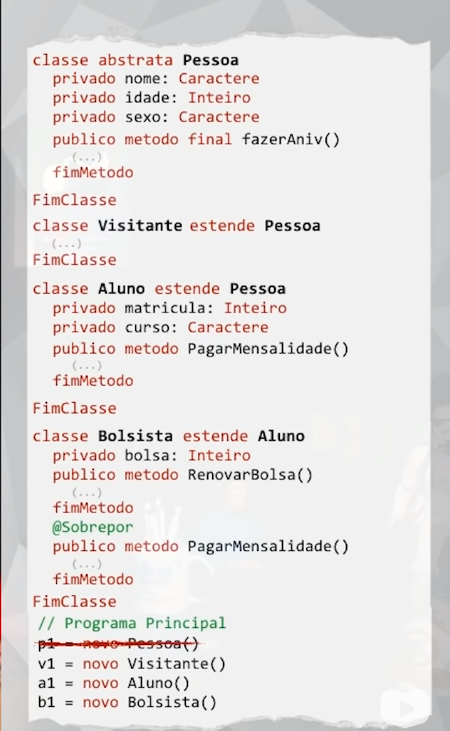 classe abstrata Pessoa
privado nome: Caractere
privado idade: Inteiro
privado sexo: Caractere
publico metodo final fazerAniv()
(...)
fimMetodo
FimClasse
classe Visitante estende Pessoa
(...)
FimClasse
classe Aluno estende Pessoa
privado matricula: Inteiro
privado curso: Caractere
publico metodo PagarMensalidade()
(...)
fimMetodo
FimClasse
classe Bolsista estende Aluno
privado bolsa: Inteiro
publico metodo RenovarBolsa()
(...)
fimMetodo
@Sobrepor
publico metodo PagarMensalidade()
(...)
fimMetodo
FimClasse
// Programa Principal
p1 = novo Pessoa()
v1 = novo Visitante()
a1 = novo Aluno()
b1 = novo Bolsista()